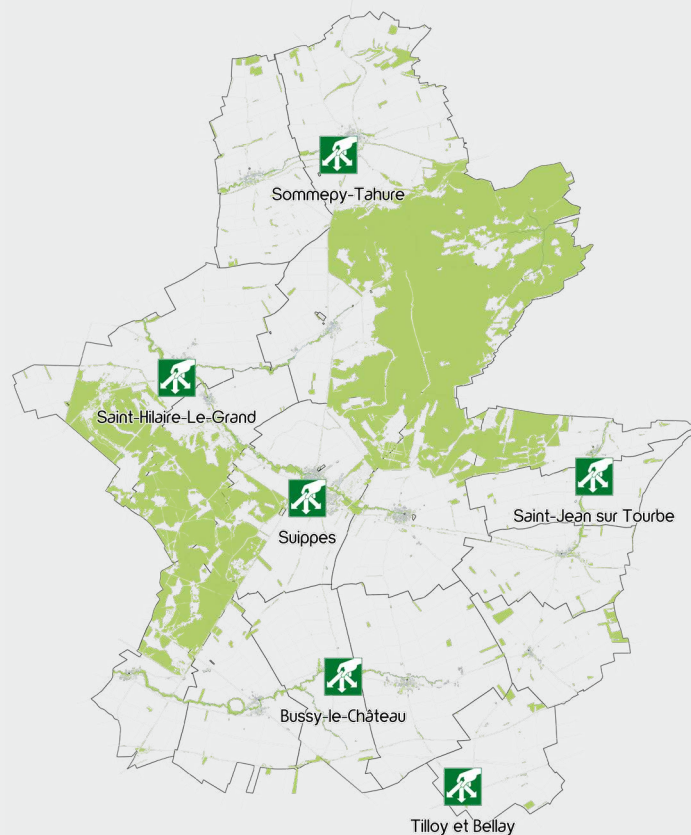 Sommepy-Tahure
Saint-Hilaire-Le-Grand
Suippes
Saint-Jean sur Tourbe
Bussy-le-Château
Tilloy et Bellay